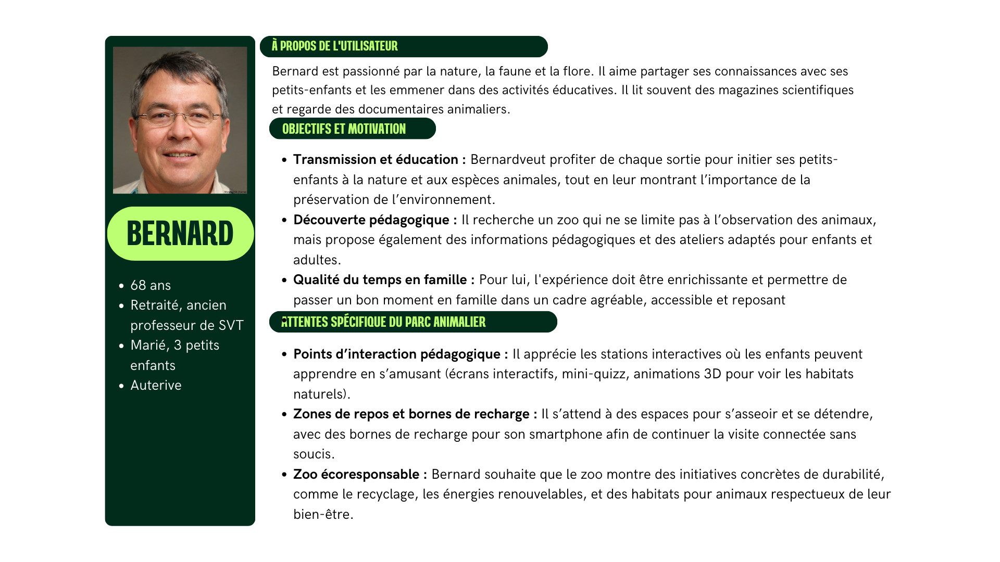 À PROPOS DE L'UTILISATEUR
Bernard est passionné par la nature, la faune et la flore. Il aime partager ses connaissances avec ses
petits-enfants et les emmener dans des activités éducatives. Il lit souvent des magazines scientifiques
et regarde des documentaires animaliers.
OBJECTIFS ET MOTIVATION
• Transmission et éducation : Bernardveut profiter de chaque sortie pour initier ses petits-
enfants à la nature et aux espèces animales, tout en leur montrant l’importance de la
préservation de l’environnement.
• Découverte pédagogique : Il recherche un zoo qui ne se limite pas à l’observation des animaux,
mais propose également des informations pédagogiques et des ateliers adaptés pour enfants et
adultes.
• Qualité du temps en famille : Pour lui, l'expérience doit être enrichissante et permettre de
passer un bon moment en famille dans un cadre agréable, accessible et reposant
ATTENTES SPÉCIFIQUE DU PARC ANIMALIER
• Points d’interaction pédagogique : Il apprécie les stations interactives où les enfants peuvent
apprendre en s’amusant (écrans interactifs, mini-quizz, animations 3D pour voir les habitats
naturels).
• Zones de repos et bornes de recharge : Il s’attend à des espaces pour s’asseoir et se détendre,
avec des bornes de recharge pour son smartphone afin de continuer la visite connectée sans
soucis.
• Zoo écoresponsable : Bernard souhaite que le zoo montre des initiatives concrètes de durabilité,
comme le recyclage, les énergies renouvelables, et des habitats pour animaux respectueux de leur
bien-être.
BERNARD
• 68 ans
• Retraité, ancien
professeur de SVT
• Marié, 3 petits
enfants
• Auterive